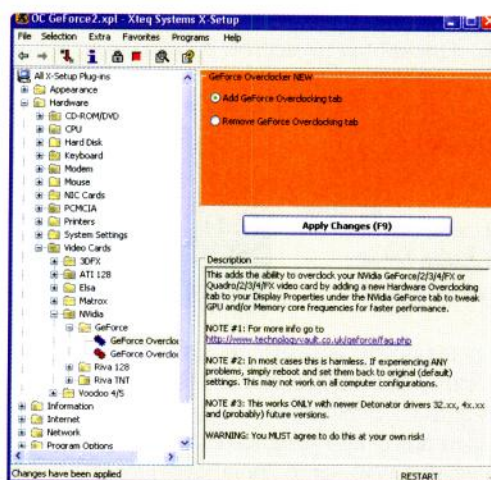 OC GeForce2.xpl - Xteq Systems X-Setup
File Selection Extra Favorites Programs Help
All X-Setup Plug-ins
Appearance
Hardware
CD-ROM/DVD
CPU
Hard Disk
Keyboard
Modem
Mouse
NIC Cards
PCMCIA
Printers
System Settings
Video Cards
3DFX
ATI 128
Elsa
Matrox
NVidia
GeForce
GeForce Overclo
GeForce Overclo
Riva 128
Riva TNT
Voodoo 4/5
Information
Internet
Network
Program Options
GeForce Overclocker NEW
Add GeForce Overclocking tab
Remove GeForce Overclocking tab
Apply Changes (F9)
Description
This adds the ability to overclock your NVidia GeForce/2/3/4/FX or
Quadro/2/3/4/FX video card by adding a new Hardware Overclocking
tab to your Display Properties under the NVidia GeForce tab to tweak
GPU and/or Memory core frequencies for faster performance.
NOTE #1: For more info go to
http://www.technologyvault.co.uk/geforce/faq.php
NOTE #2: In most cases this is harmless. If experiencing ANY
problems, simply reboot and set them back to original (default)
settings. This may not work on all computer configurations.
NOTE #3: This works ONLY with newer Detonator drivers 32.xx, 4x.xx
and (probably) future versions.
WARNING: You MUST agree to do this at your own risk!
Changes have been applied
RESTART